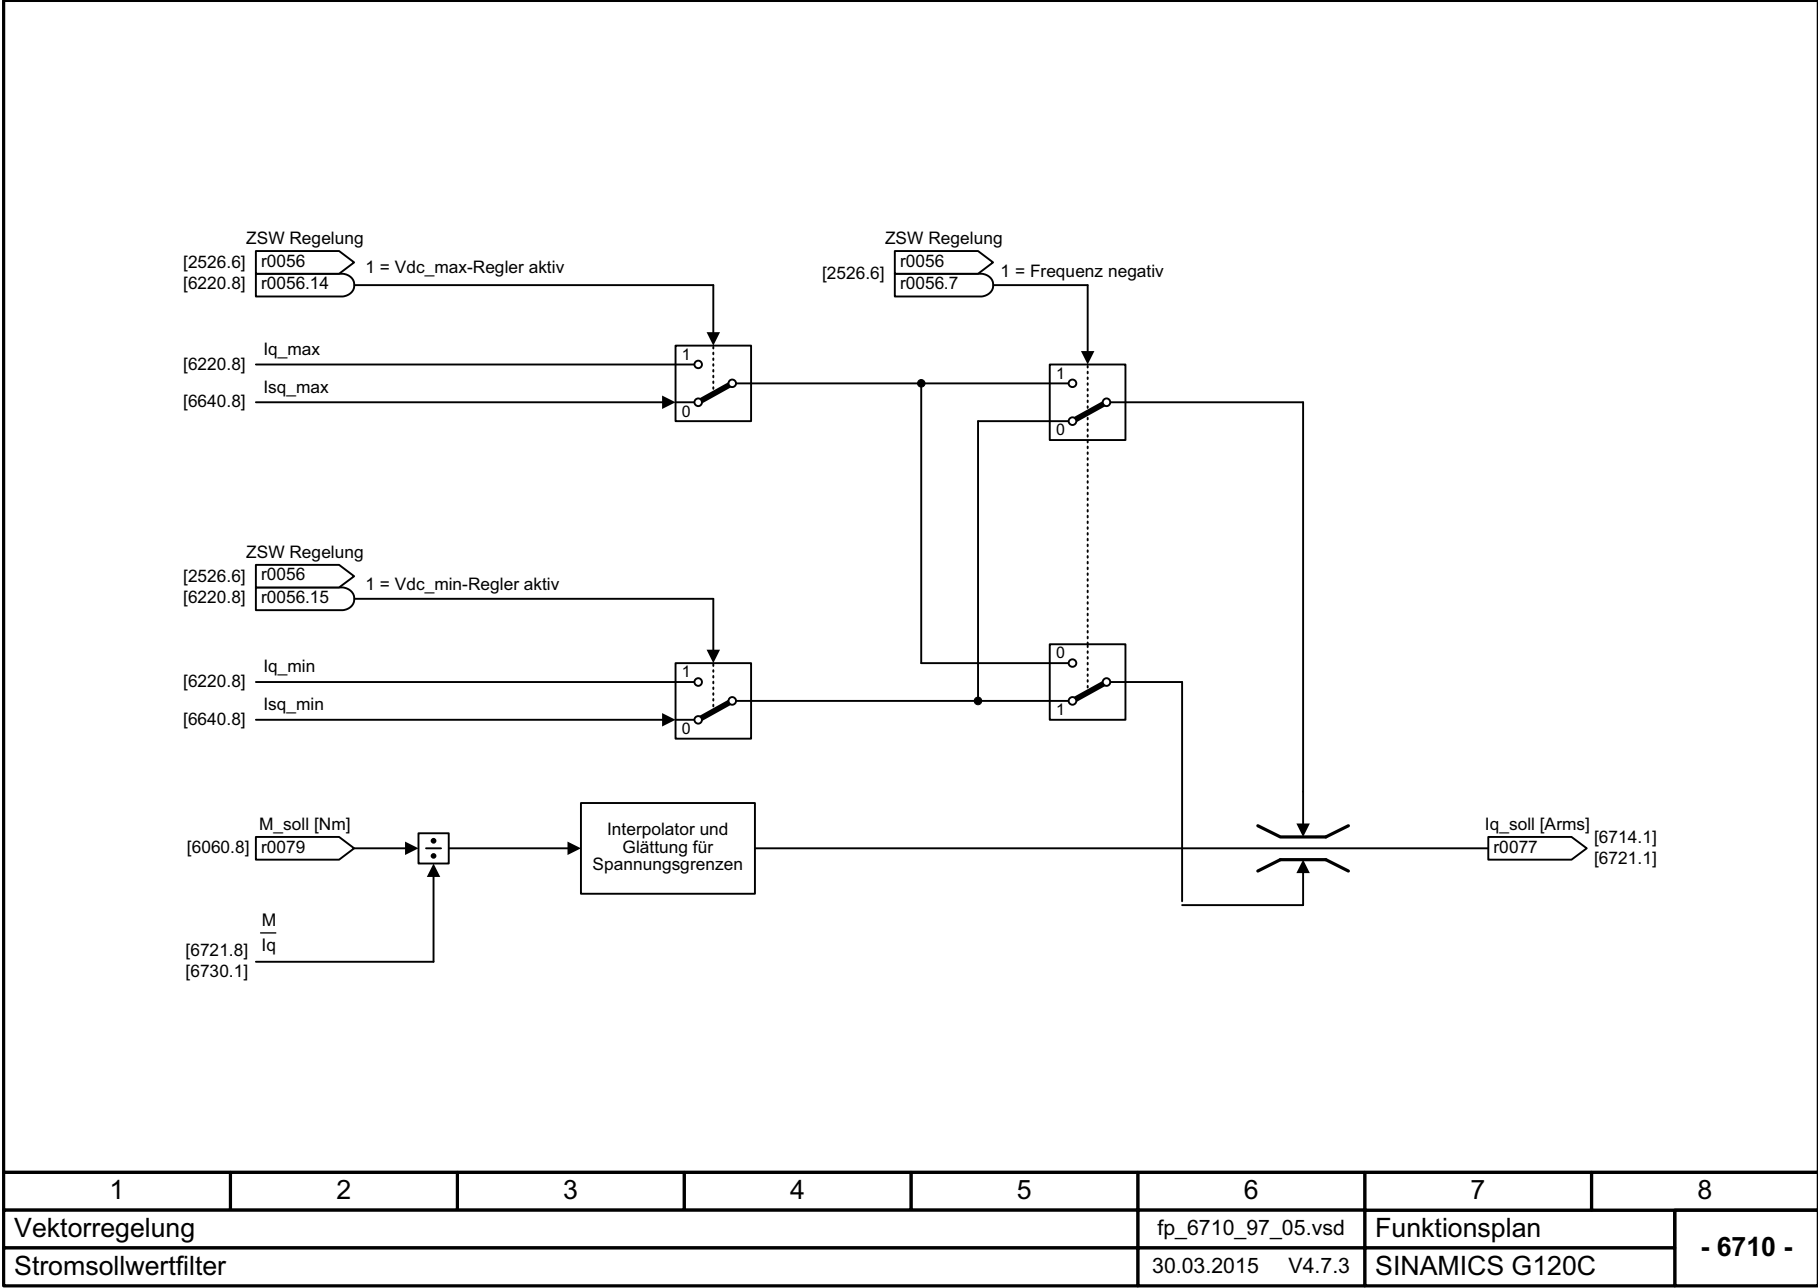 ZSW Regelung
[2526.6] r0056
[6220.8] r0056.14
1 = Vdc_max-Regler aktiv
ZSW Regelung
[2526.6] r0056
r0056.7
1 = Frequenz negativ
Iq_max
[6220.8]
Isq_max
[6640.8]
1
0
1
0
ZSW Regelung
[2526.6] r0056
[6220.8] r0056.15
1 = Vdc_min-Regler aktiv
Iq_min
[6220.8]
Isq_min
[6640.8]
1
0
0
1
M_soll [Nm]
[6060.8] r0079
÷
Interpolator und
Glättung für
Spannungsgrenzen
Iq_soll [Arms]
r0077
[6714.1]
[6721.1]
M
Iq
[6721.8]
[6730.1]
1 2 3 4 5 6 7 8
Vektorregelung fp_6710_97_05.vsd Funktionsplan
- 6710 -
Stromsollwertfilter 30.03.2015 V4.7.3 SINAMICS G120C